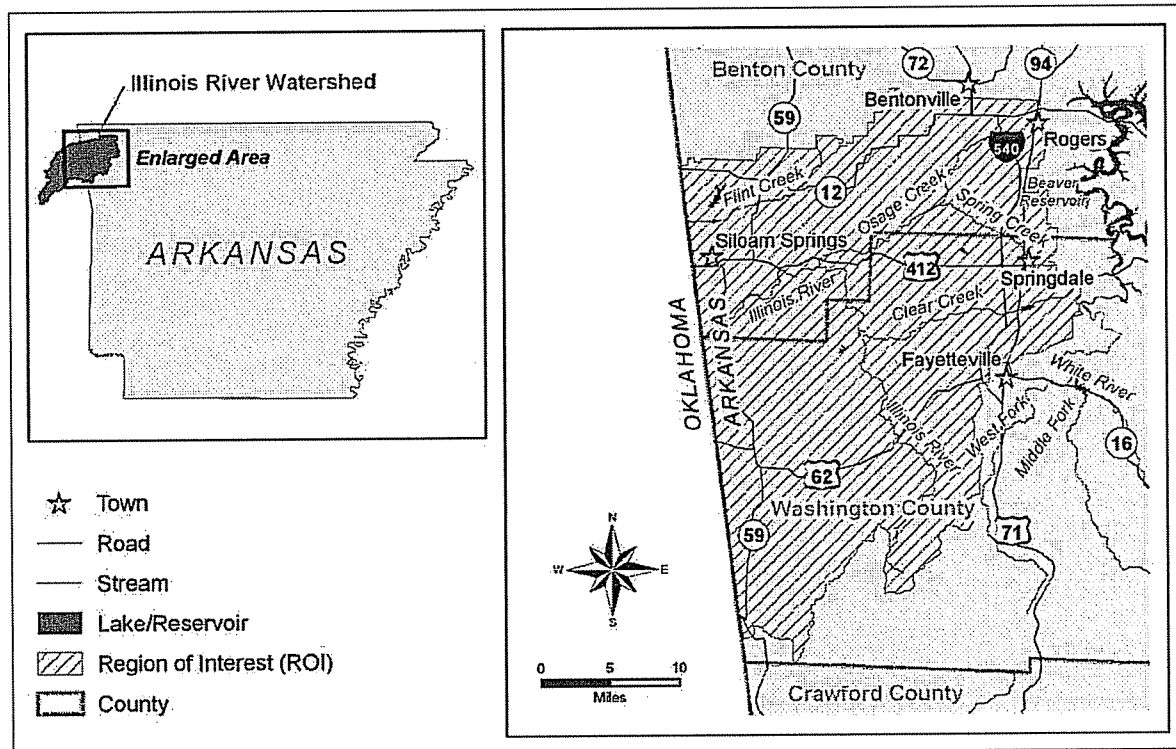 Illinois River Watershed
Enlarged Area
ARKANSAS
Town
Road
Stream
Lake/Reservoir
Region of Interest (ROI)
County
N
W
E
S
0 5 10
Miles
Benton County
72
94
Bentonville
59
540
Rogers
Flint Creek
12
Osage Creek
Spring Creek
Beaver
Reservoir
Siloam Springs
412
Springdale
Illinois River
Clear Creek
OKLAHOMA
ARKANSAS
Fayetteville
White River
Illinois River
West Fork
Middle Fork
16
62
Washington County
59
71
Crawford County